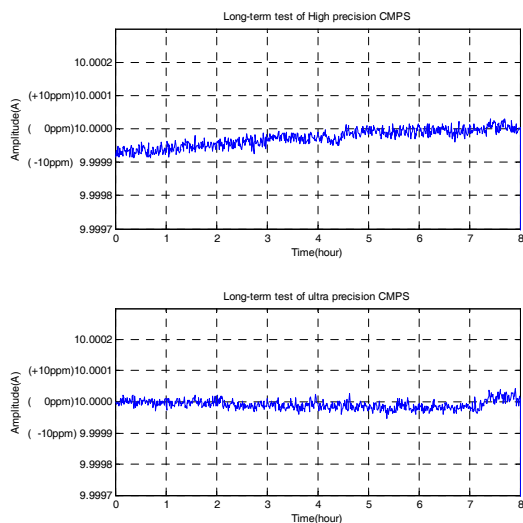 Long-term test of High precision CMPS
10.0002
(+10ppm)10.0001
( 0ppm)10.0000
( -10ppm) 9.9999
9.9998
9.9997
Amplitude(A)
0 1 2 3 4 5 6 7 8
Time(hour)
Long-term test of ultra precision CMPS
10.0002
(+10ppm)10.0001
( 0ppm)10.0000
( -10ppm) 9.9999
9.9998
9.9997
Amplitude(A)
0 1 2 3 4 5 6 7 8
Time(hour)